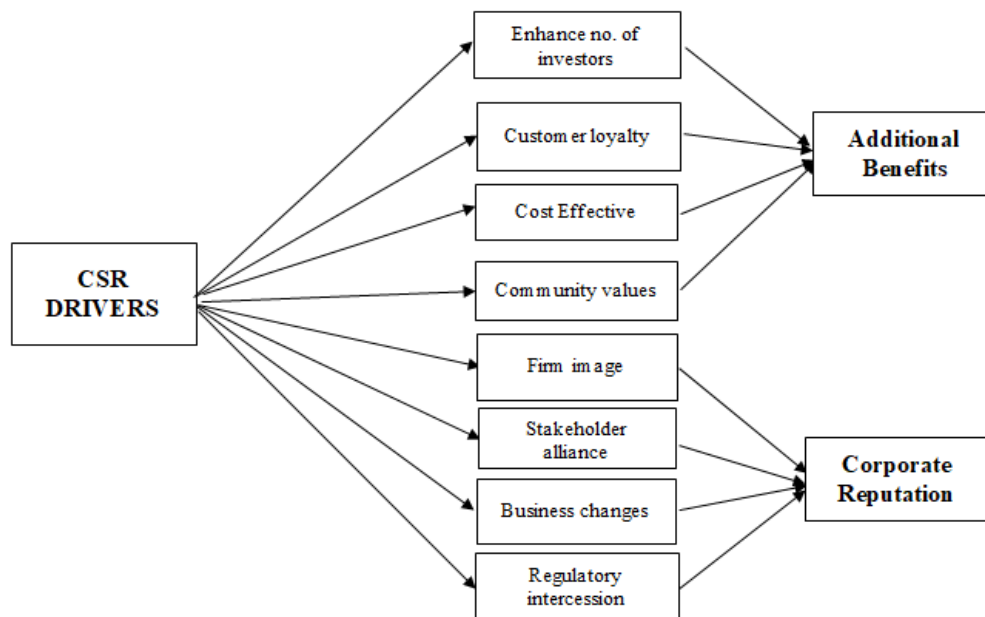 Enhance no. of
investors
Customer loyalty
Additional
Benefits
Cost Effective
CSR
DRIVERS
Community values
Firm image
Stakeholder
alliance
Corporate
Reputation
Business changes
Regulatory
intercession